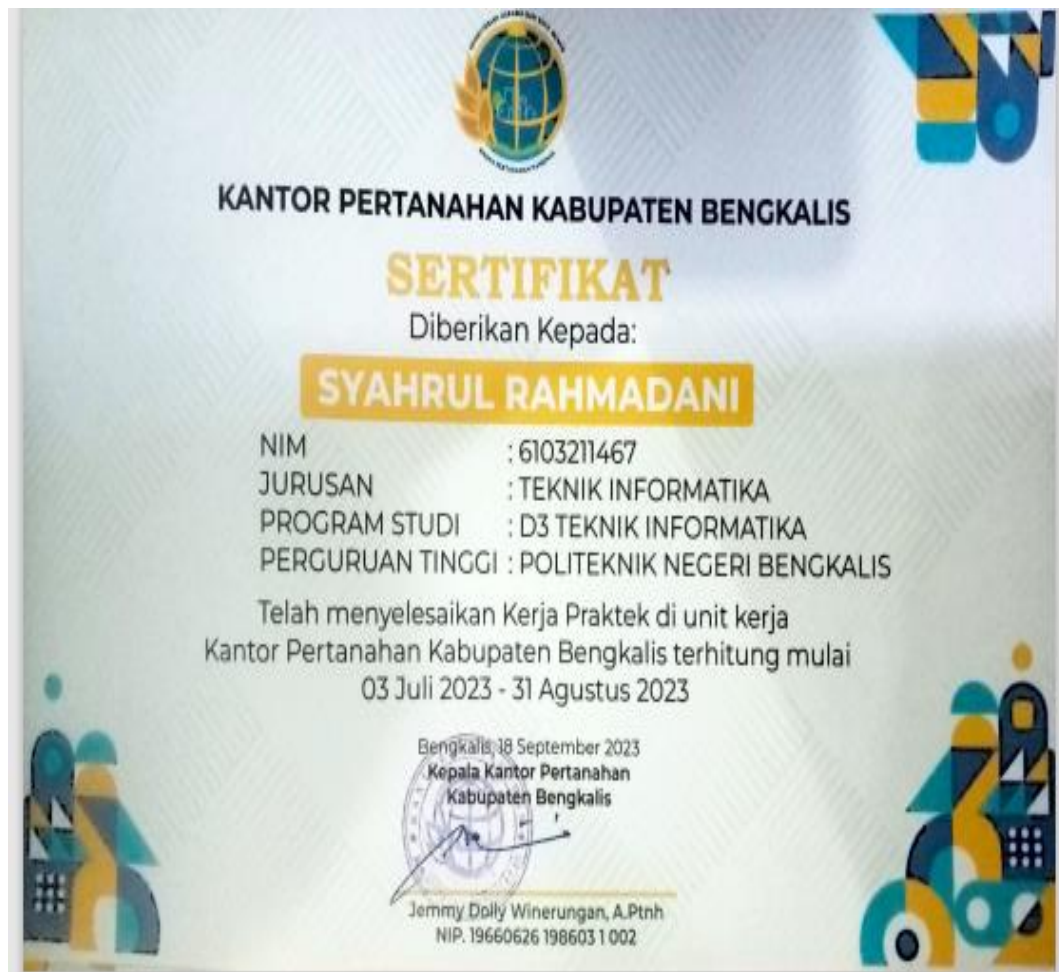 KANTOR PERTANAHAN KABUPATEN BENGKALIS
SERTIFIKAT
Diberikan Kepada:
SYAHRUL RAHMADANI
NIM : 6103211467
JURUSAN : TEKNIK INFORMATIKA
PROGRAM STUDI : D3 TEKNIK INFORMATIKA
PERGURUAN TINGGI : POLITEKNIK NEGERI BENGKALIS
Telah menyelesaikan Kerja Praktek di unit kerja
Kantor Pertanahan Kabupaten Bengkalis terhitung mulai
03 Juli 2023 - 31 Agustus 2023
Bengkalis, 18 September 2023
Kepala Kantor Pertanahan
Kabupaten Bengkalis
Jemmy Dolly Winerungan, A.Ptnh
NIP. 19660626 198603 1 002